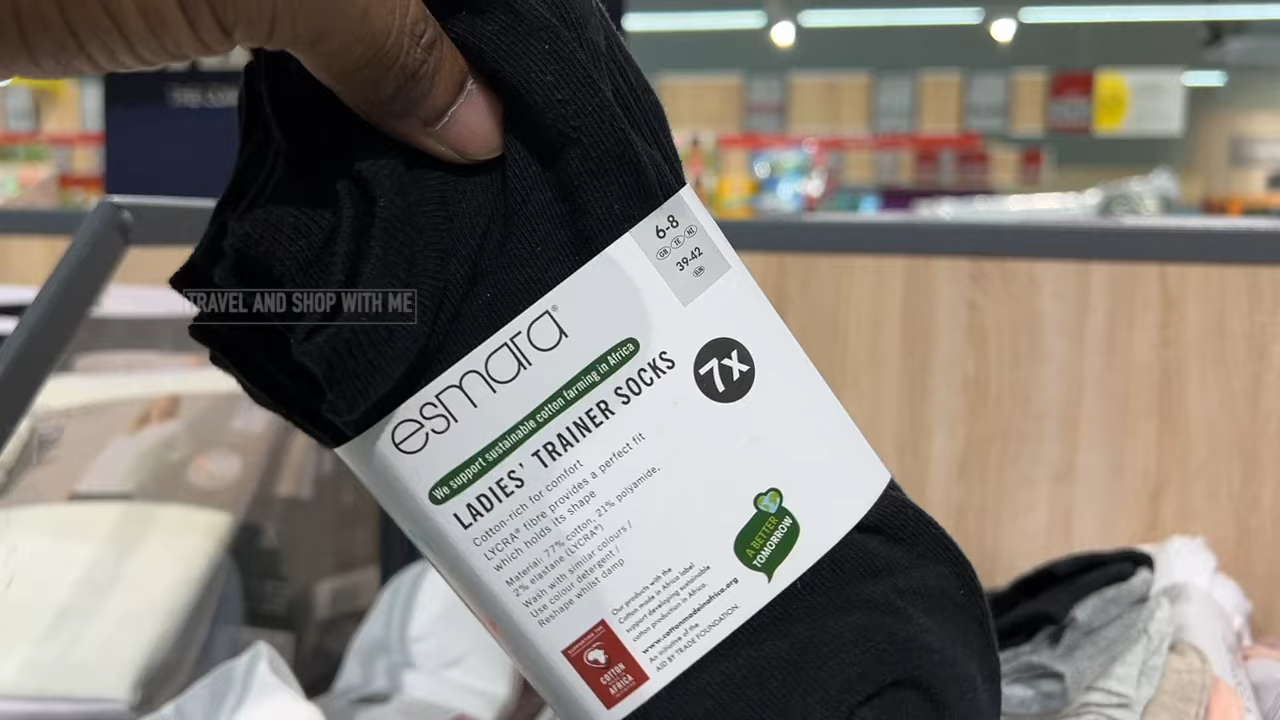 TRAVEL AND SHOP WITH ME
6-8
GB IE NI
39-42
EUR
esmara®
We support sustainable cotton farming in Africa
LADIES' TRAINER SOCKS
7x
Cotton-rich for comfort
LYCRA® fibre provides a perfect fit
which holds its shape
Material: 77% cotton, 21% polyamide,
2% elastane (LYCRA®)
Wash with similar colours /
Use colour detergent /
Reshape whilst damp
A BETTER
TOMORROW
Our products with the
Cotton made in Africa label
support developing sustainable
cotton production in Africa.
www.cottonmadeinafrica.org
An initiative of the
AID BY TRADE FOUNDATION.
COTTON
AFRICA